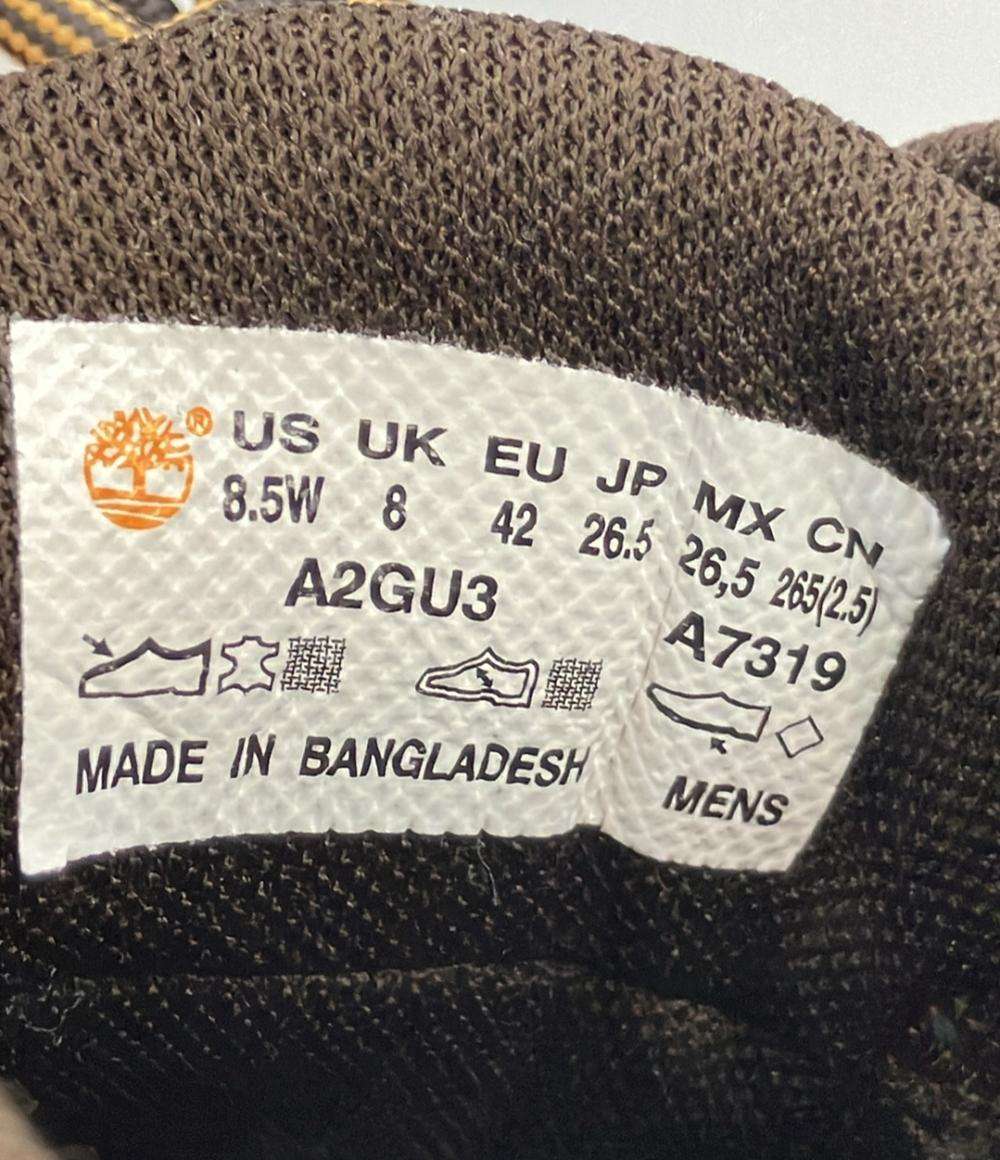 ® US UK EU JP MX CN
8.5W 8 42 26.5 26,5 265(2.5)
A2GU3 A7319
MADE IN BANGLADESH MENS